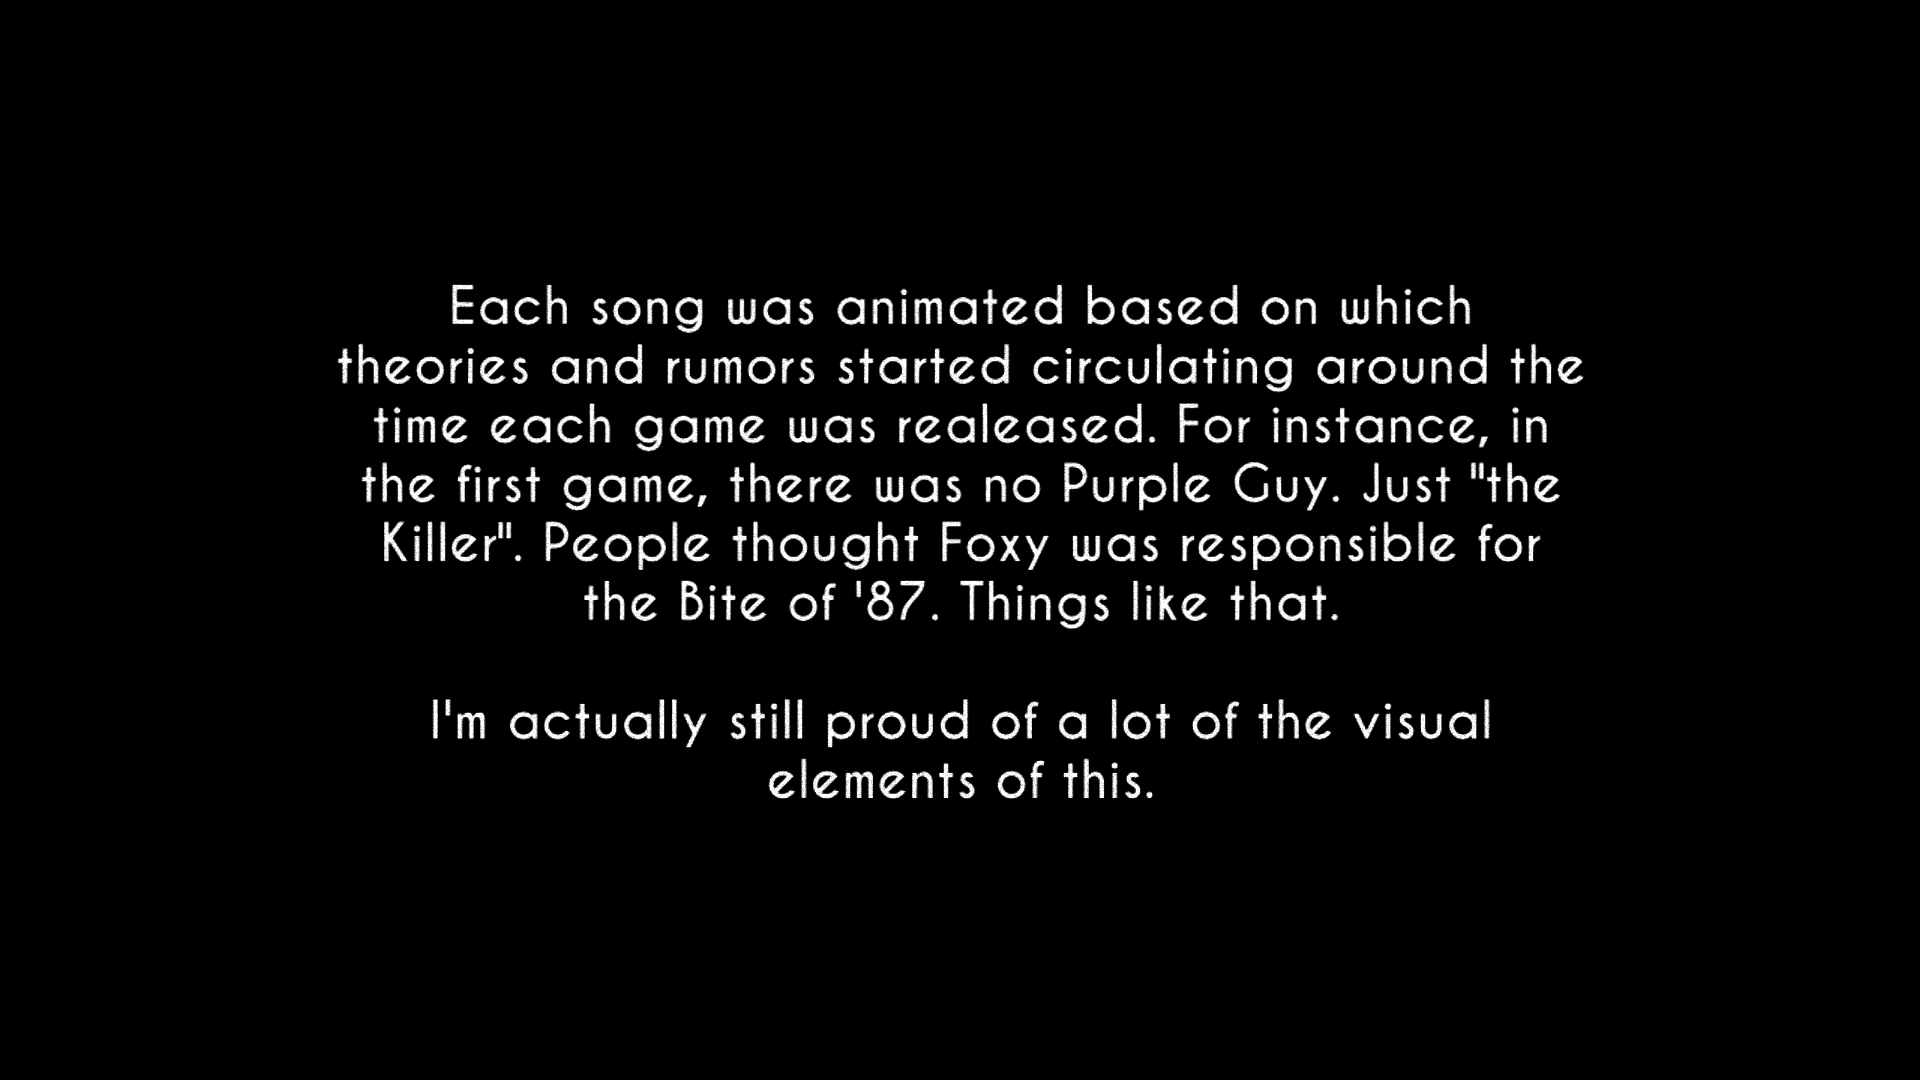 Each song was animated based on which
theories and rumors started circulating around the
time each game was realeased. For instance, in
the first game, there was no Purple Guy. Just "the
Killer". People thought Foxy was responsible for
the Bite of '87. Things like that.
I'm actually still proud of a lot of the visual
elements of this.